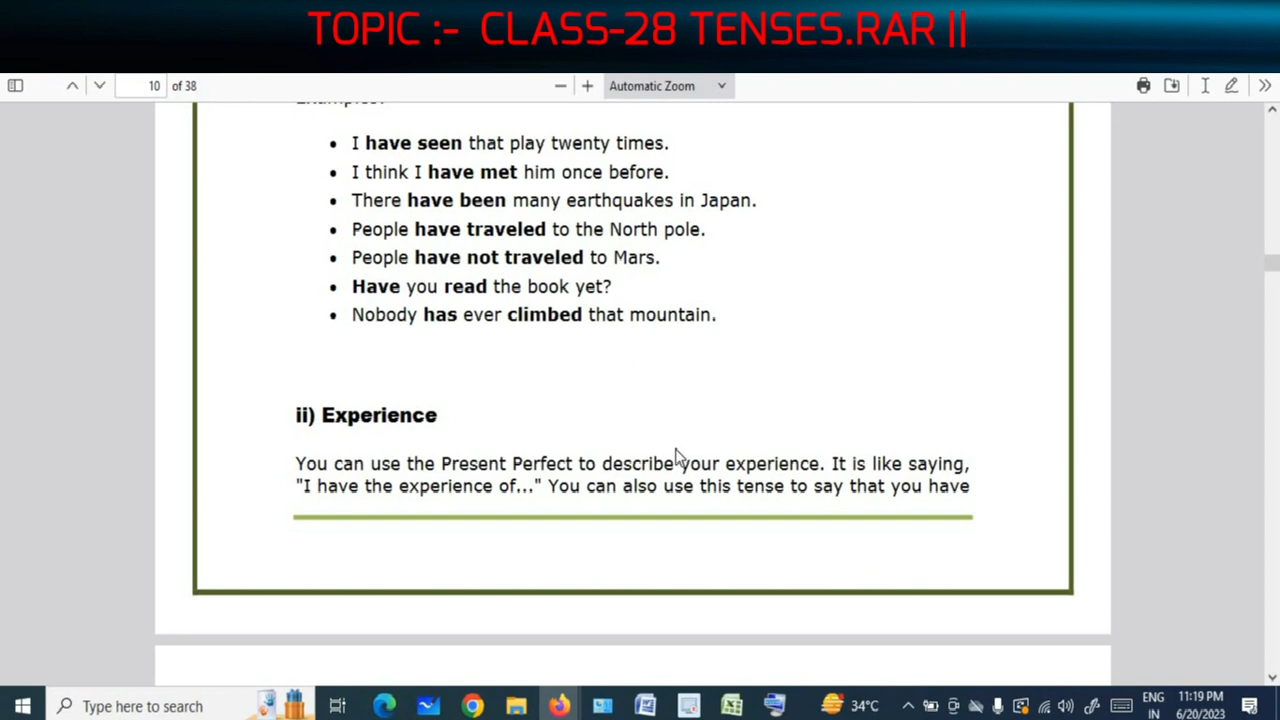 TOPIC :- CLASS-28 TENSES.RAR ||
10 of 38
Automatic Zoom
Examples:
• I have seen that play twenty times.
• I think I have met him once before.
• There have been many earthquakes in Japan.
• People have traveled to the North pole.
• People have not traveled to Mars.
• Have you read the book yet?
• Nobody has ever climbed that mountain.
ii) Experience
You can use the Present Perfect to describe your experience. It is like saying,
"I have the experience of..." You can also use this tense to say that you have
Type here to search
34°C
ENG
IN
11:19 PM
6/20/2023